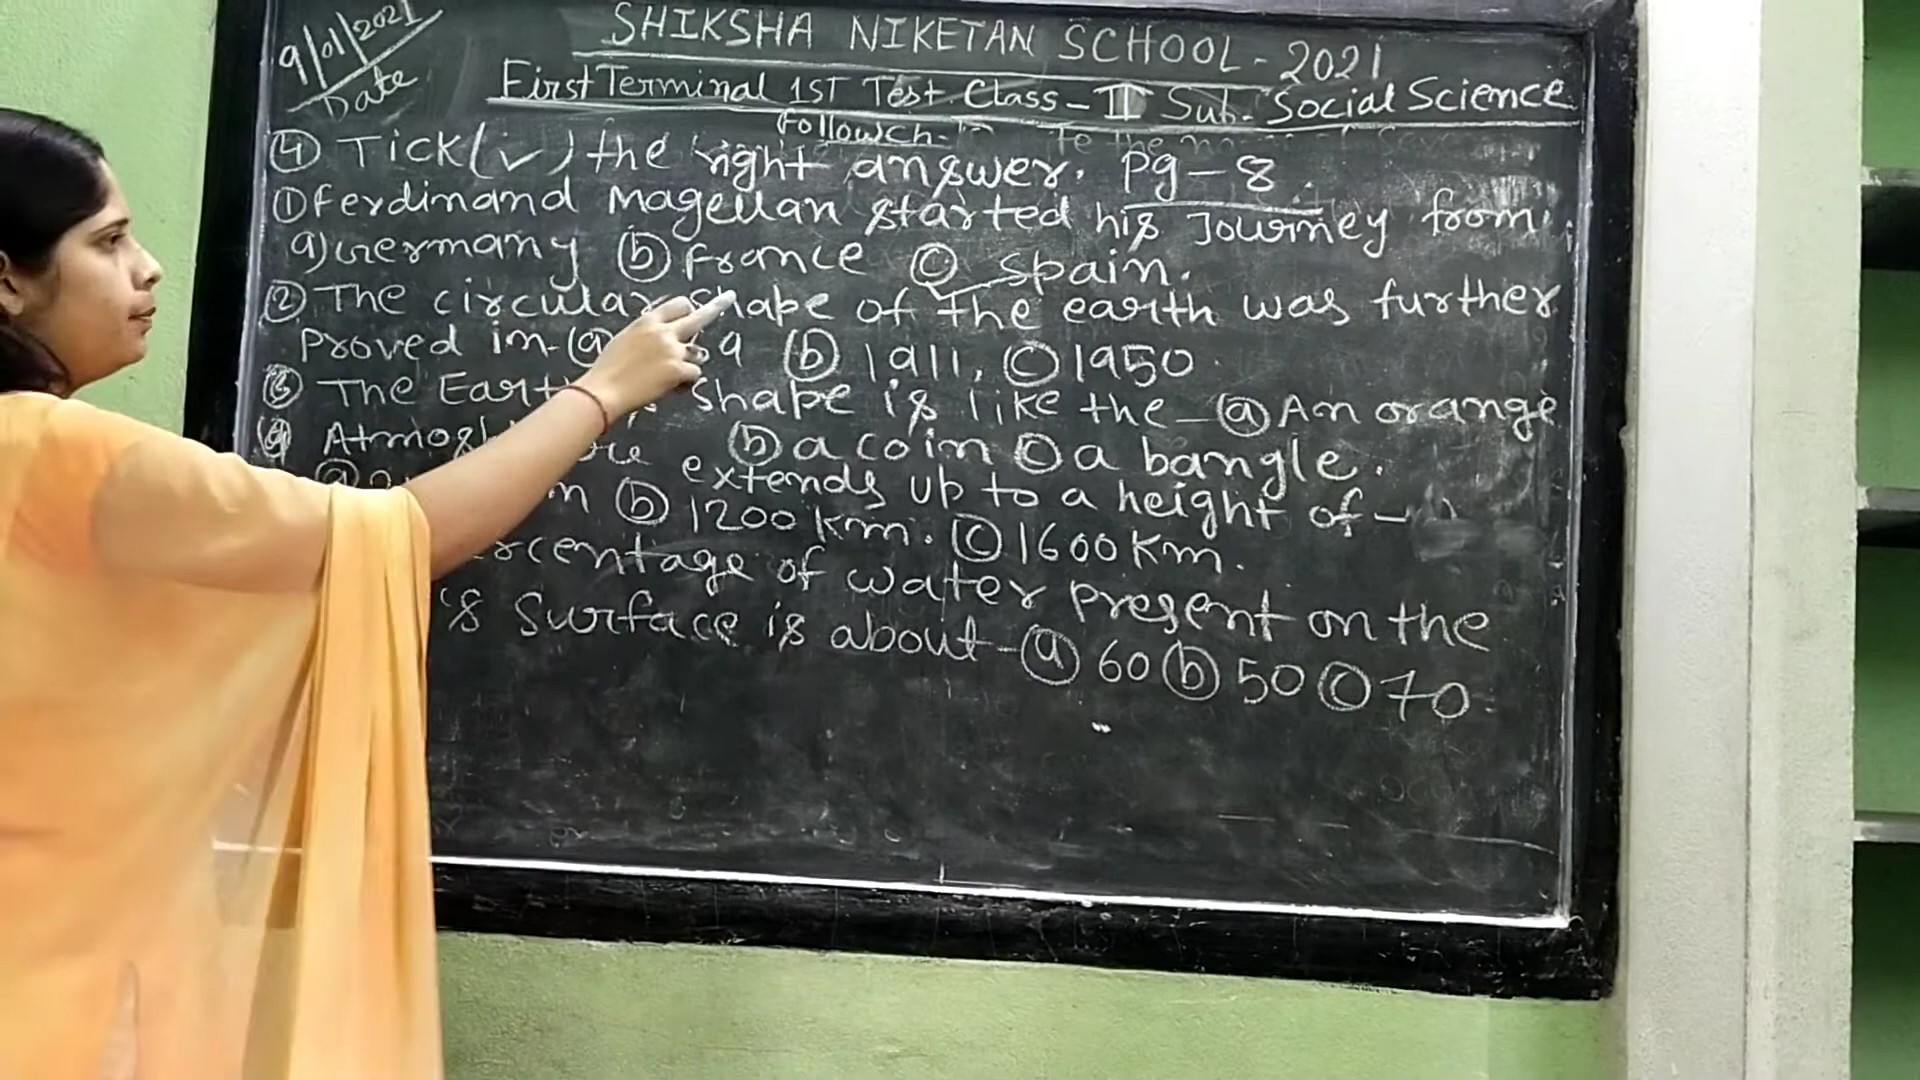 9/01/2021
Date
SHIKSHA NIKETAN SCHOOL - 2021
First Terminal 1ST Test. Class - II Sub. Social Science
Follow Ch-
④ Tick (✓) the right answer. Pg - 8
① Ferdinand Magellan started his Journey from
a) Germany ⓑ France ⓒ Spain.
② The circular shape of the earth was further
proved in - ⓐ 9 ⓑ 1911, ⓒ 1950
③ The Earth shape is like the - ⓐ An orange
ⓑ a coin ⓒ a bangle.
④ extends up to a height of -
ⓐ ⓑ 1200 km. ⓒ 1600 Km.
of water present on the
surface is about - ⓐ 60 ⓑ 50 ⓒ 70